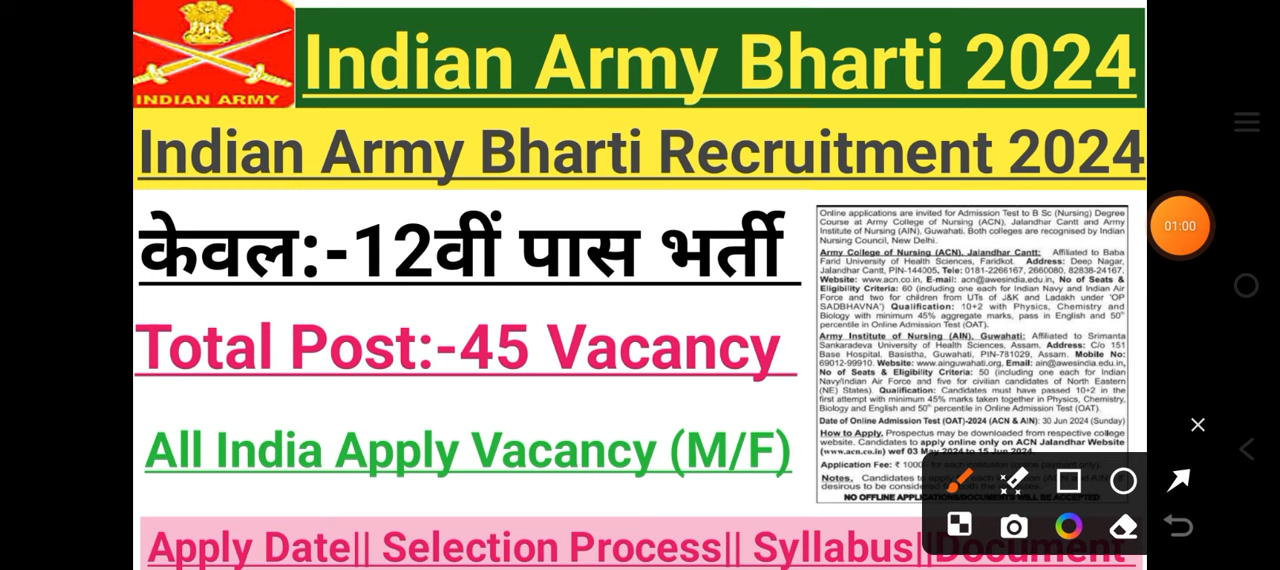 INDIAN ARMY
Indian Army Bharti 2024
Indian Army Bharti Recruitment 2024
केवल:-12वीं पास भर्ती
Total Post:-45 Vacancy
All India Apply Vacancy (M/F)
Apply Date|| Selection Process|| Syllabus||Document
Online applications are invited for Admission Test to B Sc (Nursing) Degree
Course at Army College of Nursing (ACN), Jalandhar Cantt and Army
Institute of Nursing (AIN), Guwahati. Both colleges are recognised by Indian
Nursing Council, New Delhi.
Army College of Nursing (ACN), Jalandhar Cantt: Affiliated to Baba
Farid University of Health Sciences, Faridkot. Address: Deep Nagar,
Jalandhar Cantt, PIN-144005, Tele: 0181-2266167, 2660080, 82838-24167,
Website: www.acn.co.in, E-mail: acn@awesindia.edu.in, No of Seats &
Eligibility Criteria: 60 (including one each for Indian Navy and Indian Air
Force and two for children from UTs of J&K and Ladakh under 'OP
SADBHAVNA') Qualification: 10+2 with Physics, Chemistry and
Biology with minimum 45% aggregate marks, pass in English and 50th
percentile in Online Admission Test (OAT).
Army Institute of Nursing (AIN), Guwahati: Affiliated to Srimanta
Sankaradeva University of Health Sciences, Assam. Address: C/o 151
Base Hospital, Basistha, Guwahati, PIN-781029, Assam. Mobile No:
69012-99910. Website: www.ainguwahati.org, Email: ain@awesindia.edu.in,
No of Seats & Eligibility Criteria: 50 (including one each for Indian
Navy/Indian Air Force and five for civilian candidates of North Eastern
(NE) States). Qualification: Candidates must have passed 10+2 in the
first attempt with minimum 45% marks taken together in Physics, Chemistry,
Biology and English and 50th percentile in Online Admission Test (OAT).
Date of Online Admission Test (OAT)-2024 (ACN & AIN): 30 Jun 2024 (Sunday)
How to Apply. Prospectus may be downloaded from respective college
website. Candidates to apply online only on ACN Jalandhar Website
(www.acn.co.in) wef 03 May 2024 to 15 Jun 2024.
Application Fee: ₹ 1000/- for each
Notes. Candidates
desirous to be considered
NO OFFLINE APPLICATIONS/DOCUMENTS WILL BE ACCEPTED
01:00